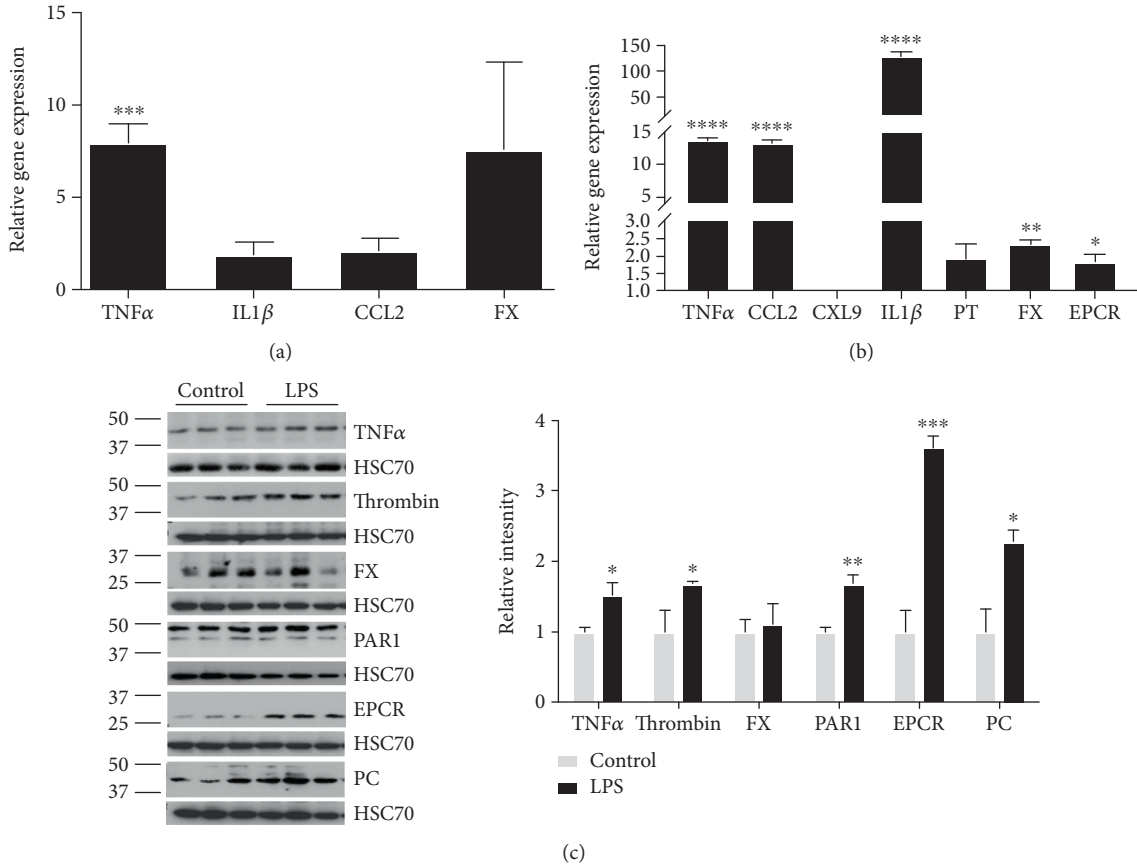 15
10
5
0
Relative gene expression
***
TNFα
IL1β
CCL2
FX
(a)
150
100
50
15
10
5
3.0
2.5
2.0
1.5
1.0
Relative gene expression
****
****
****
**
*
TNFα
CCL2
CXL9
IL1β
PT
FX
EPCR
(b)
Control
LPS
50
37
TNFα
HSC70
50
37
Thrombin
HSC70
37
25
FX
HSC70
50
37
PAR1
HSC70
37
25
EPCR
HSC70
50
37
PC
HSC70
4
3
2
1
0
Relative intesnity
*
*
**
***
*
TNFα
Thrombin
FX
PAR1
EPCR
PC
Control
LPS
(c)